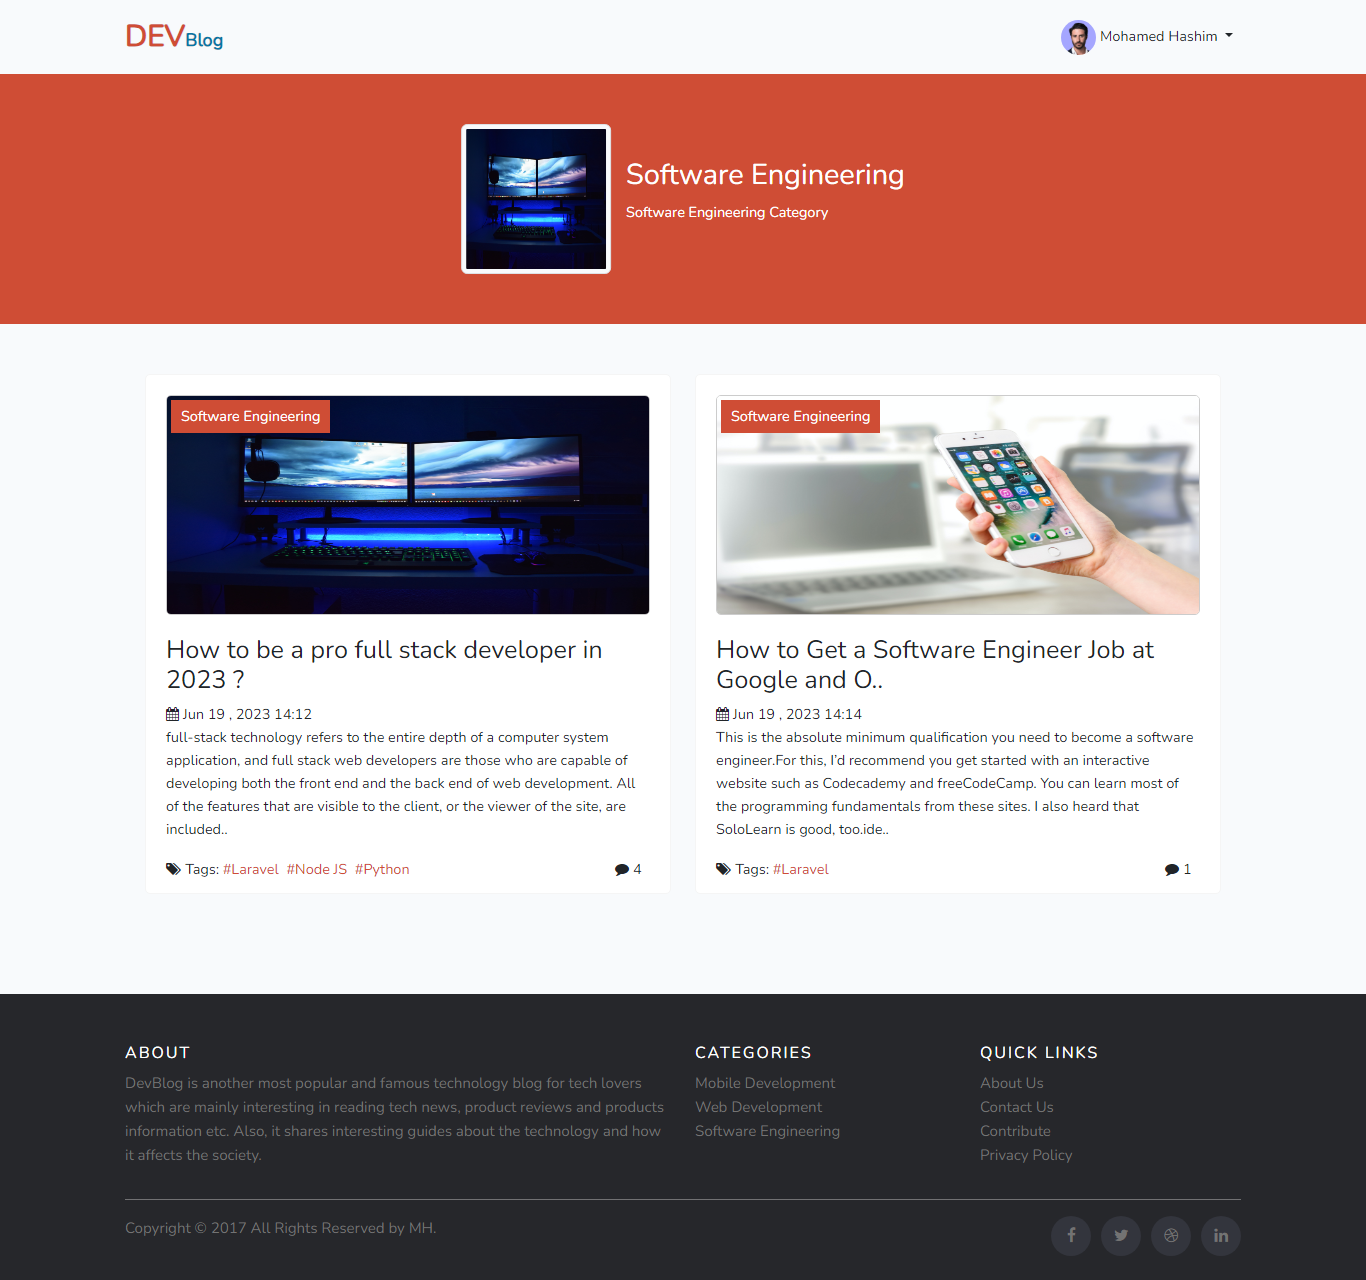 DEVBlog
Mohamed Hashim
Software Engineering
Software Engineering Category
Software Engineering
How to be a pro full stack developer in
2023 ?
Jun 19 , 2023 14:12
full-stack technology refers to the entire depth of a computer system
application, and full stack web developers are those who are capable of
developing both the front end and the back end of web development. All
of the features that are visible to the client, or the viewer of the site, are
included..
Tags: #Laravel #Node JS #Python
4
Software Engineering
How to Get a Software Engineer Job at
Google and O..
Jun 19 , 2023 14:14
This is the absolute minimum qualification you need to become a software
engineer.For this, I’d recommend you get started with an interactive
website such as Codecademy and freeCodeCamp. You can learn most of
the programming fundamentals from these sites. I also heard that
SoloLearn is good, too.ide..
Tags: #Laravel
1
ABOUT
DevBlog is another most popular and famous technology blog for tech lovers
which are mainly interesting in reading tech news, product reviews and products
information etc. Also, it shares interesting guides about the technology and how
it affects the society.
CATEGORIES
Mobile Development
Web Development
Software Engineering
QUICK LINKS
About Us
Contact Us
Contribute
Privacy Policy
Copyright © 2017 All Rights Reserved by MH.